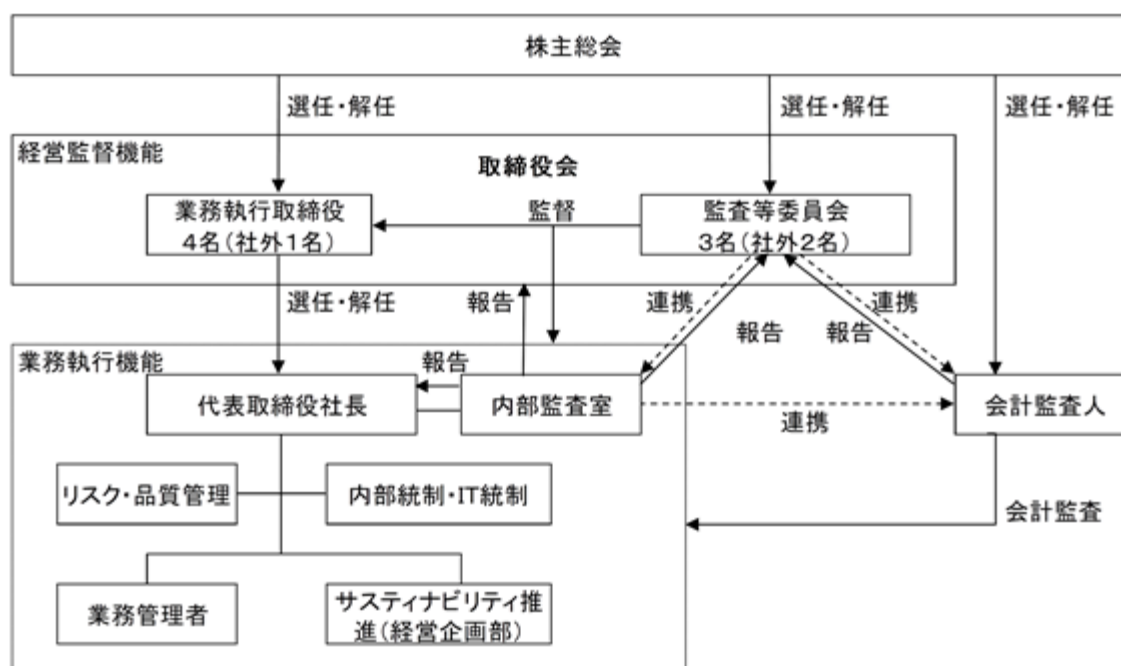 株主総会
選任・解任
選任・解任
選任・解任
経営監督機能
取締役会
業務執行取締役
4名(社外1名)
監督
監査等委員会
3名(社外2名)
選任・解任
報告
連携
連携
報告
報告
業務執行機能
報告
代表取締役社長
内部監査室
連携
会計監査人
リスク・品質管理
内部統制・IT統制
会計監査
業務管理者
サスティナビリティ推
進(経営企画部)